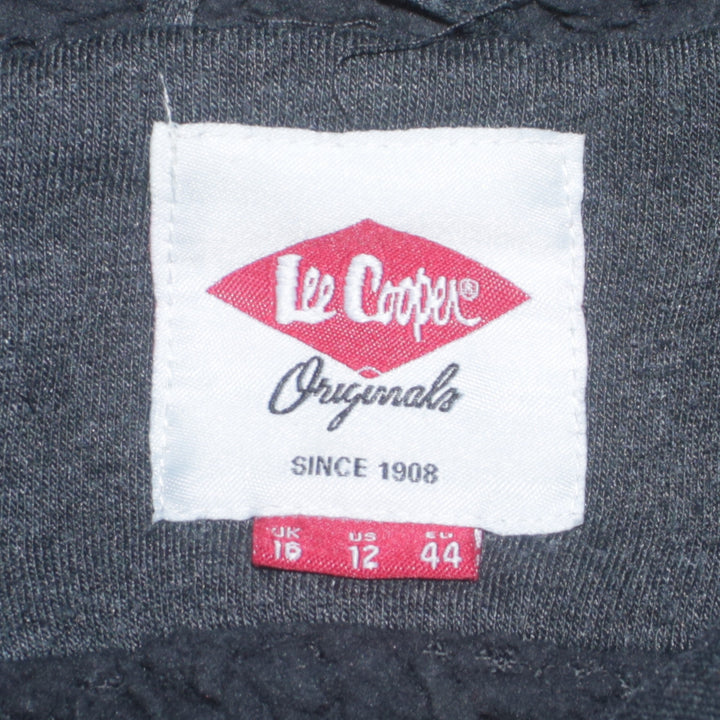 Lee Cooper®
Originals
SINCE 1908
UK US EU
16 12 44